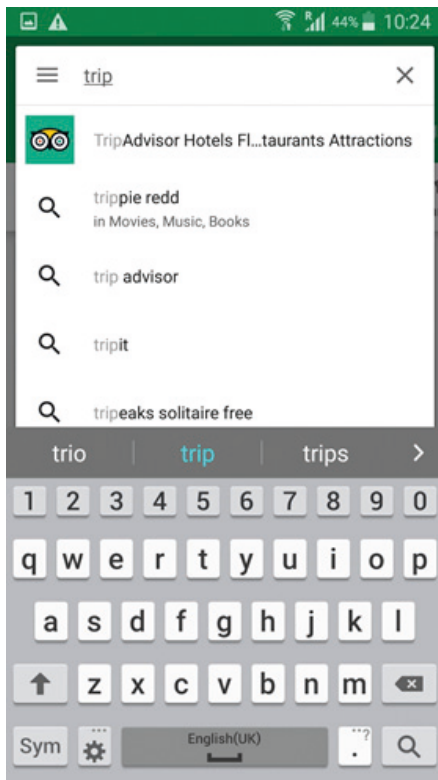 R 44% 10:24
trip
TripAdvisor Hotels Fl...taurants Attractions
trippie redd
in Movies, Music, Books
trip advisor
tripit
tripeaks solitaire free
trio trip trips >
1 2 3 4 5 6 7 8 9 0
q w e r t y u i o p
a s d f g h j k l
z x c v b n m
Sym English(UK) ...? .